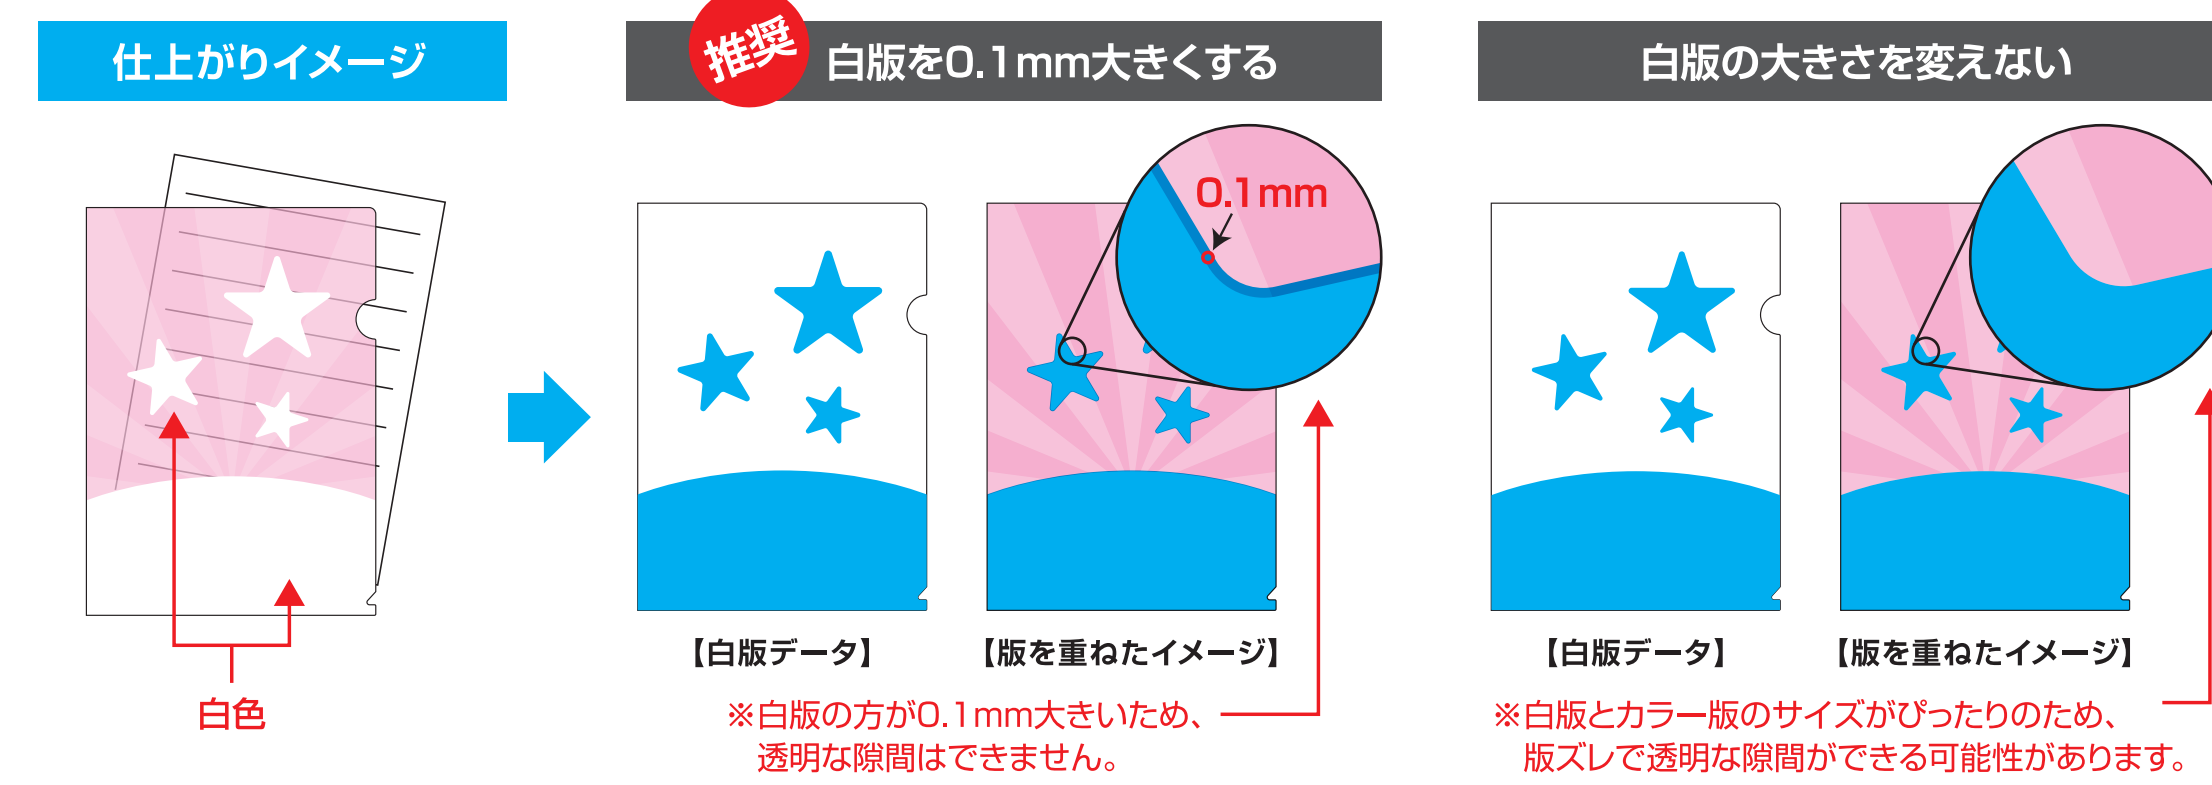 仕上がりイメージ
白色
推奨
白版を0.1mm大きくする
0.1mm
【白版データ】
【版を重ねたイメージ】
※白版の方が0.1mm大きいため、
透明な隙間はできません。
白版の大きさを変えない
【白版データ】
【版を重ねたイメージ】
※白版とカラー版のサイズがぴったりのため、
版ズレで透明な隙間ができる可能性があります。